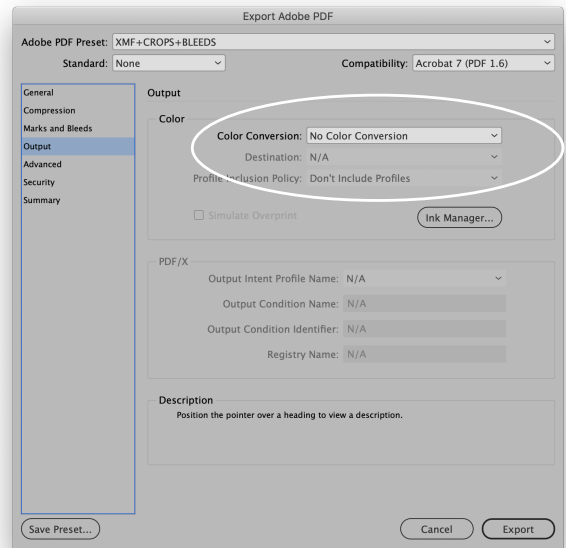 Export Adobe PDF
Adobe PDF Preset: XMF+CROPS+BLEEDS
Standard: None Compatibility: Acrobat 7 (PDF 1.6)
General
Compression
Marks and Bleeds
Output
Advanced
Security
Summary
Output
Color
Color Conversion: No Color Conversion
Destination: N/A
Profile Inclusion Policy: Don't Include Profiles
Simulate Overprint Ink Manager...
PDF/X
Output Intent Profile Name: N/A
Output Condition Name: N/A
Output Condition Identifier: N/A
Registry Name: N/A
Description
Position the pointer over a heading to view a description.
Save Preset... Cancel Export